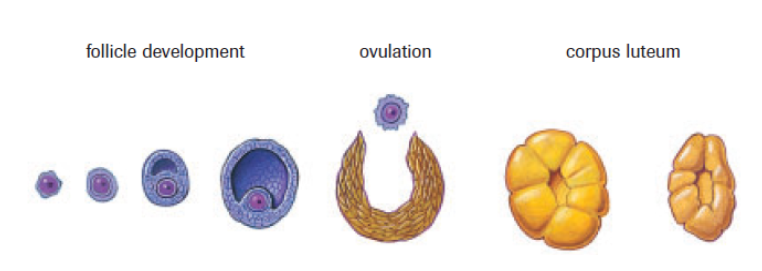 follicle development
ovulation
corpus luteum